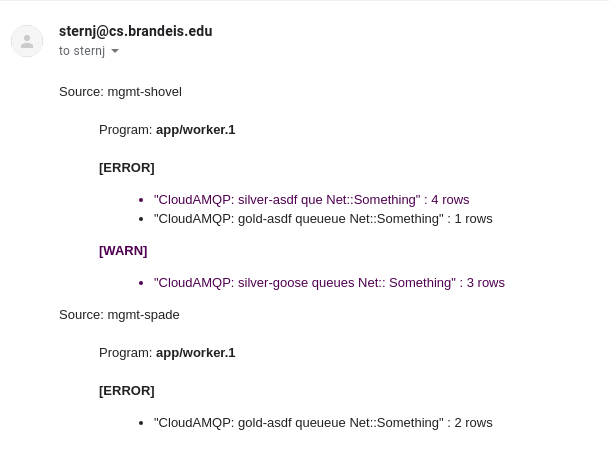 sternj@cs.brandeis.edu
to sternj
Source: mgmt-shovel
Program: app/worker.1
[ERROR]
"CloudAMQP: silver-asdf que Net::Something" : 4 rows
"CloudAMQP: gold-asdf queueue Net::Something" : 1 rows
[WARN]
"CloudAMQP: silver-goose queues Net:: Something" : 3 rows
Source: mgmt-spade
Program: app/worker.1
[ERROR]
"CloudAMQP: gold-asdf queueue Net::Something" : 2 rows